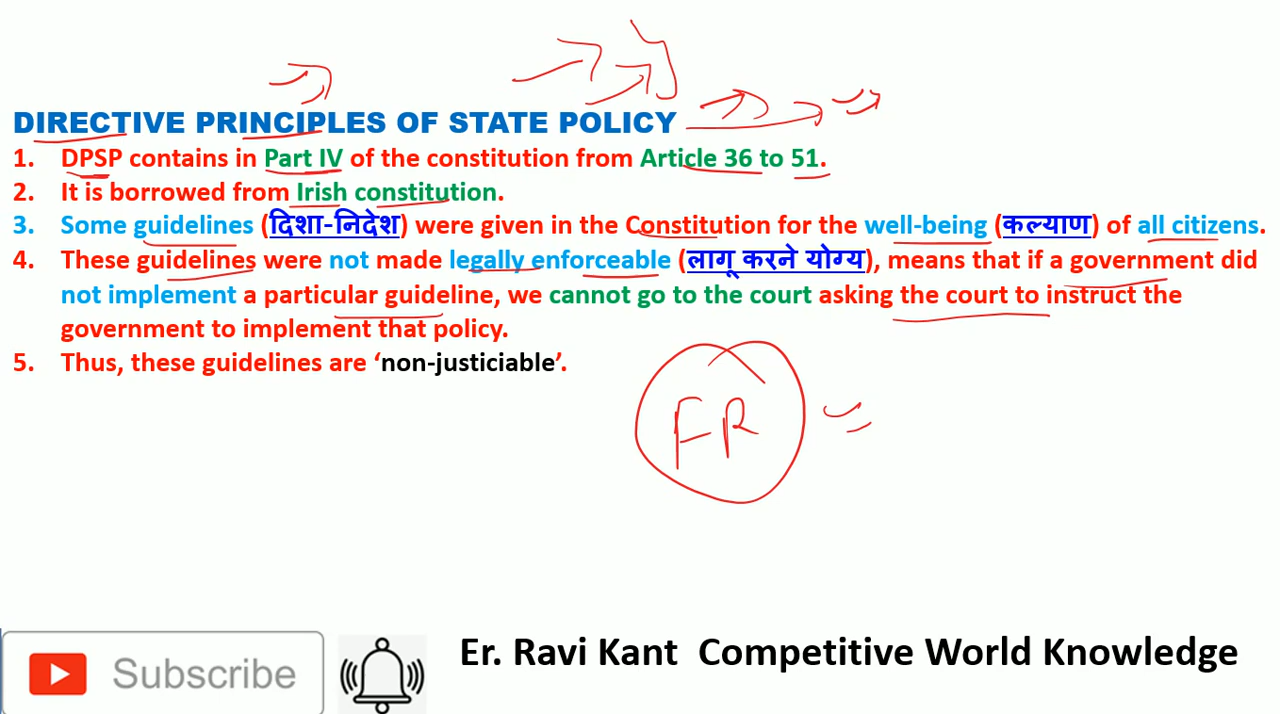 DIRECTIVE PRINCIPLES OF STATE POLICY
1. DPSP contains in Part IV of the constitution from Article 36 to 51.
2. It is borrowed from Irish constitution.
3. Some guidelines (दिशा-निदेश) were given in the Constitution for the well-being (कल्याण) of all citizens.
4. These guidelines were not made legally enforceable (लागू करने योग्य), means that if a government did
not implement a particular guideline, we cannot go to the court asking the court to instruct the
government to implement that policy.
5. Thus, these guidelines are ‘non-justiciable’.
FR
Subscribe
Er. Ravi Kant Competitive World Knowledge